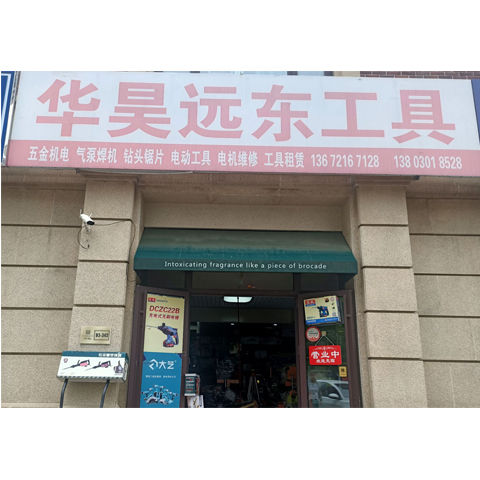 华昊远东工具
五金机电 气泵焊机 钻头锯片 电动工具 电机维修 工具租赁 136 7216 7128 138 0301 8528
Intoxicating fragrance like a piece of brocade
DCZC22B
大艺
营业中